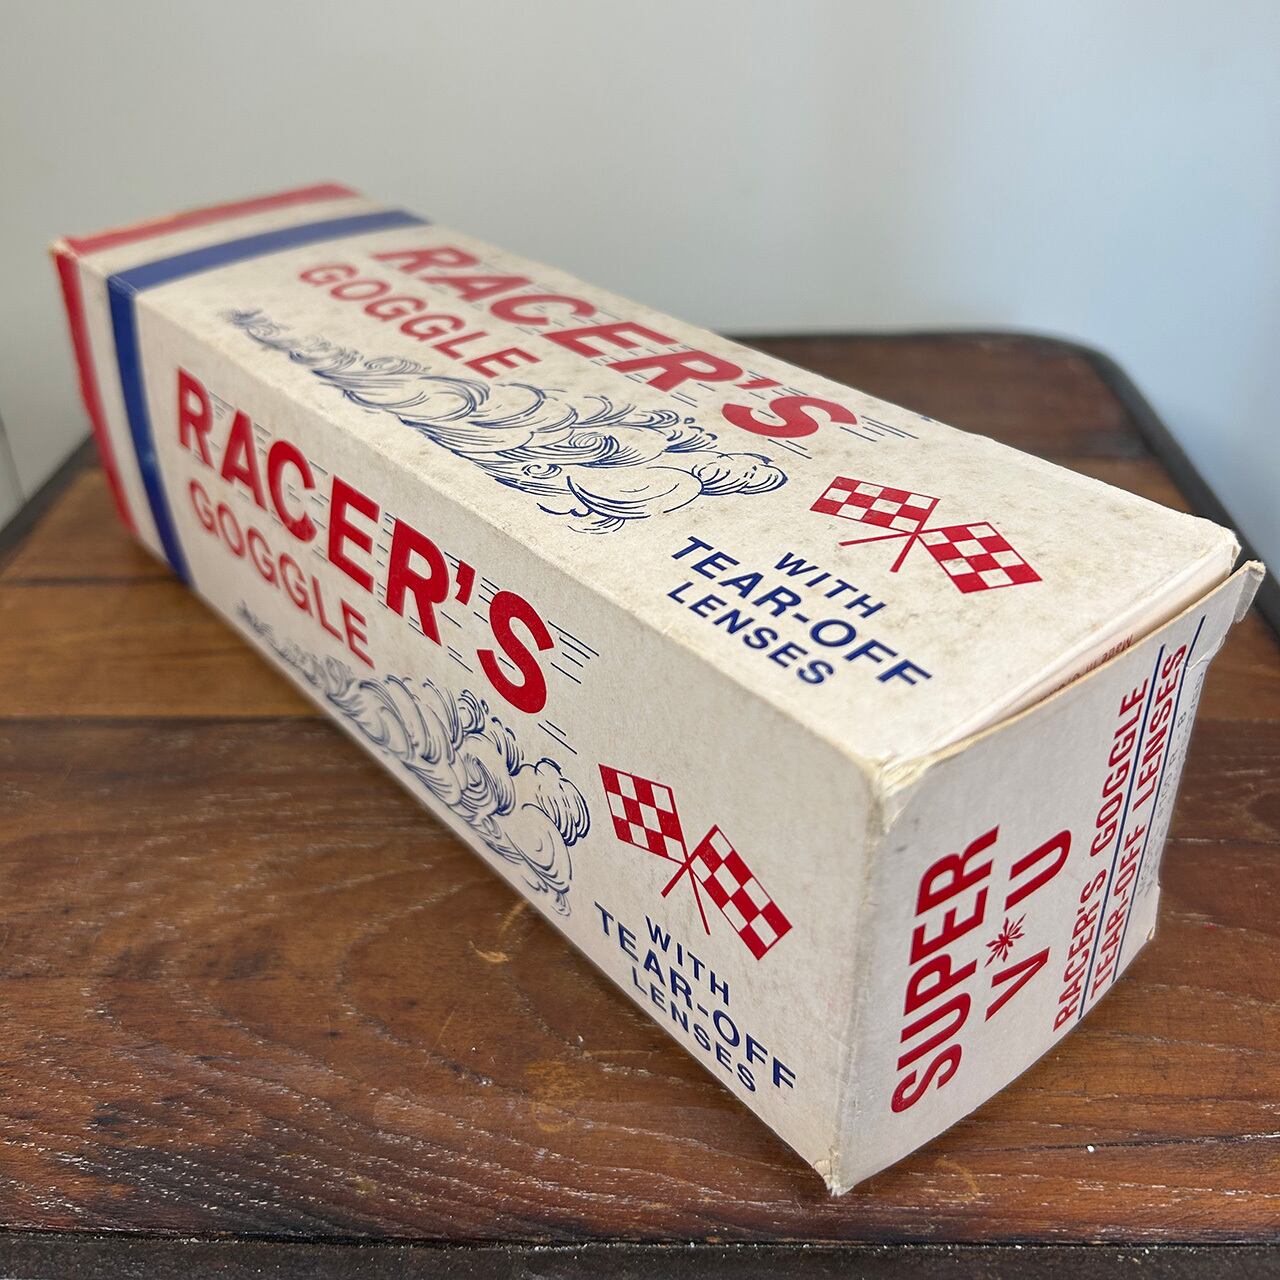 RACER'S
GOGGLE
WITH
TEAR-OFF
LENSES
RACER'S
GOGGLE
WITH
TEAR-OFF
LENSES
SUPER
V*U
RACER'S GOGGLE
TEAR-OFF LENSES